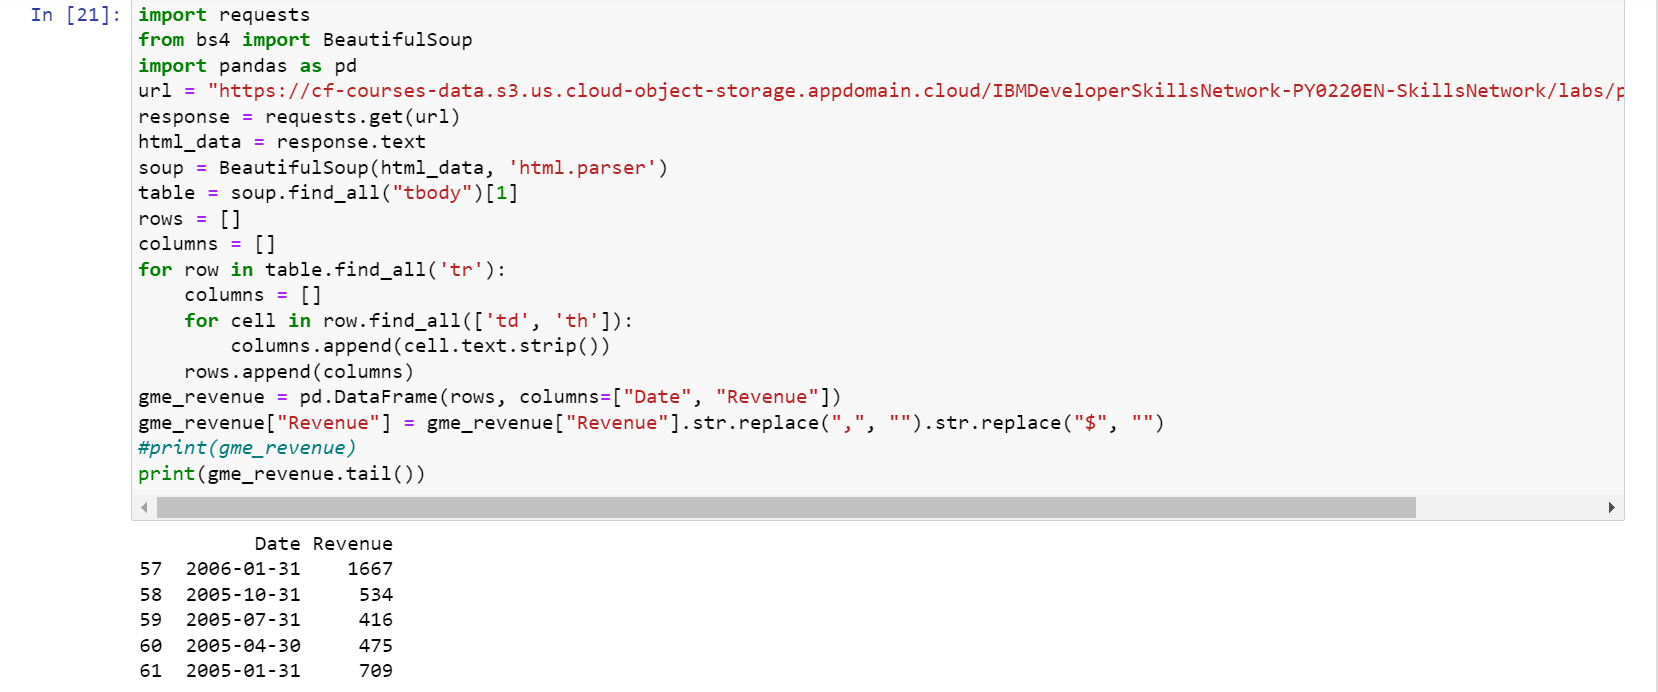 In [21]: import requests
from bs4 import BeautifulSoup
import pandas as pd
url = "https://cf-courses-data.s3.us.cloud-object-storage.appdomain.cloud/IBMDeveloperSkillsNetwork-PY0220EN-SkillsNetwork/labs/p
response = requests.get(url)
html_data = response.text
soup = BeautifulSoup(html_data, 'html.parser')
table = soup.find_all("tbody")[1]
rows = []
columns = []
for row in table.find_all('tr'):
    columns = []
    for cell in row.find_all(['td', 'th']):
        columns.append(cell.text.strip())
    rows.append(columns)
gme_revenue = pd.DataFrame(rows, columns=["Date", "Revenue"])
gme_revenue["Revenue"] = gme_revenue["Revenue"].str.replace(",", "").str.replace("$", "")
#print(gme_revenue)
print(gme_revenue.tail())
Date Revenue
57 2006-01-31 1667
58 2005-10-31 534
59 2005-07-31 416
60 2005-04-30 475
61 2005-01-31 709